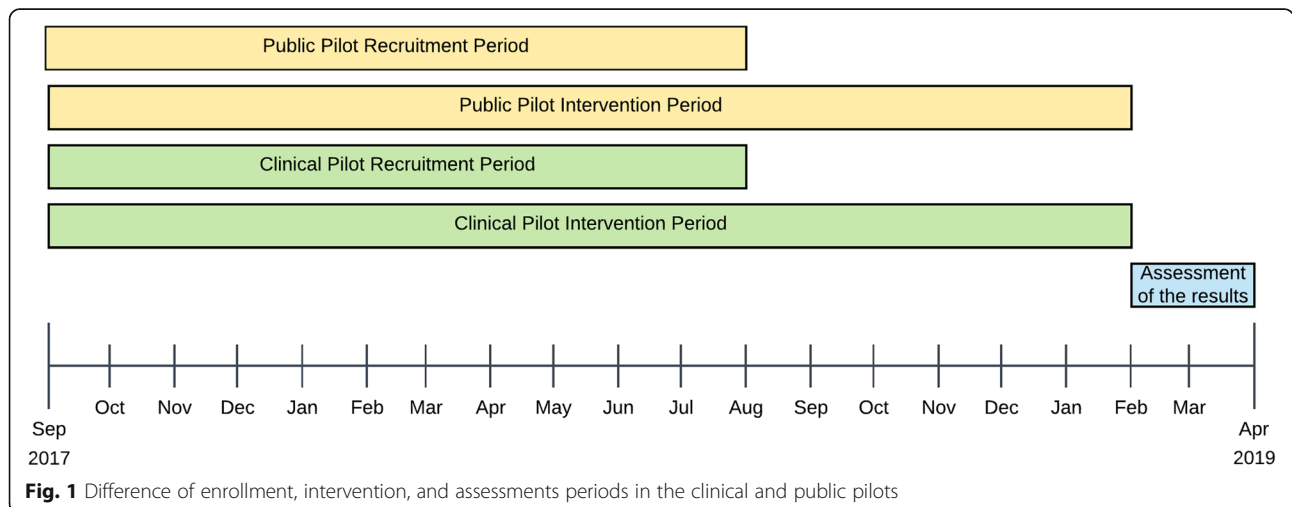 Public Pilot Recruitment Period
Public Pilot Intervention Period
Clinical Pilot Recruitment Period
Clinical Pilot Intervention Period
Assessment
of the results
Oct Nov Dec Jan Feb Mar Apr May Jun Jul Aug Sep Oct Nov Dec Jan Feb Mar
Sep Apr
2017 2019
Fig. 1 Difference of enrollment, intervention, and assessments periods in the clinical and public pilots